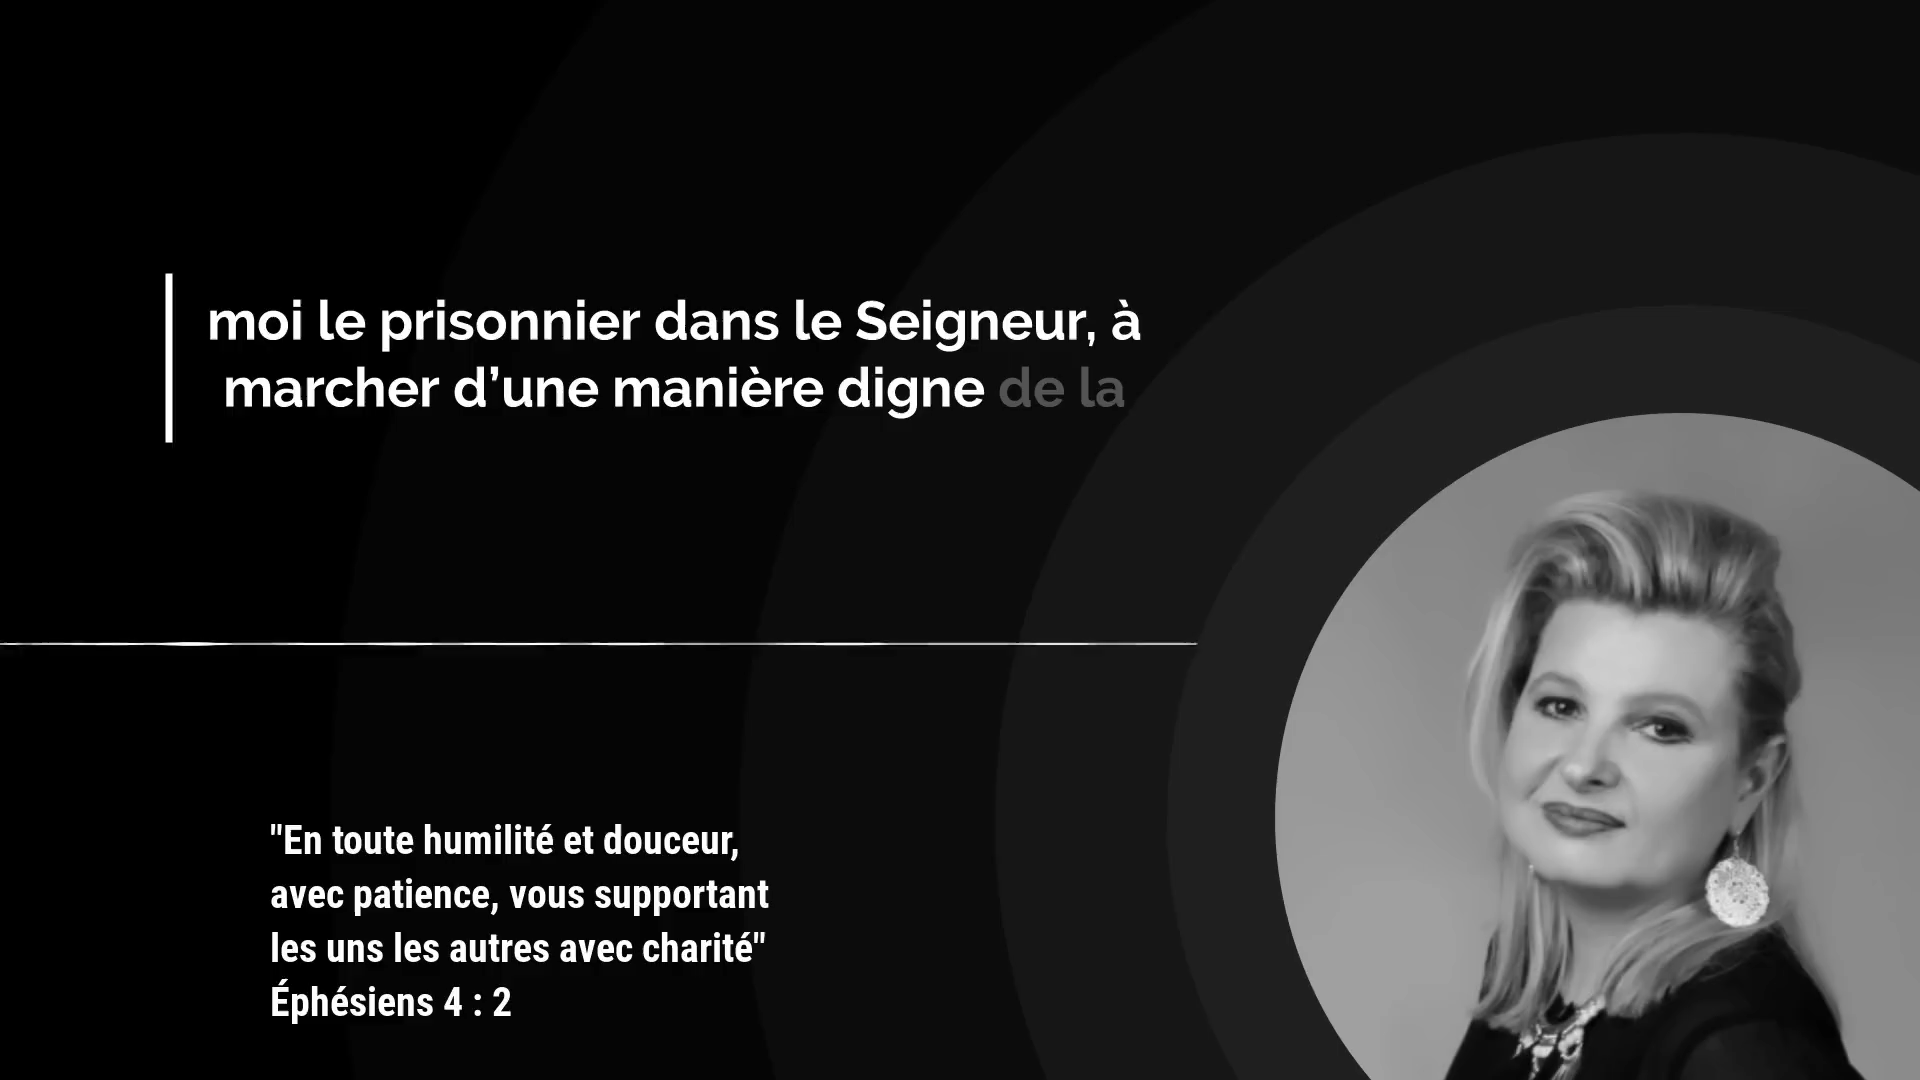 moi le prisonnier dans le Seigneur, à
marcher d’une manière digne de la
"En toute humilité et douceur,
avec patience, vous supportant
les uns les autres avec charité"
Éphésiens 4 : 2